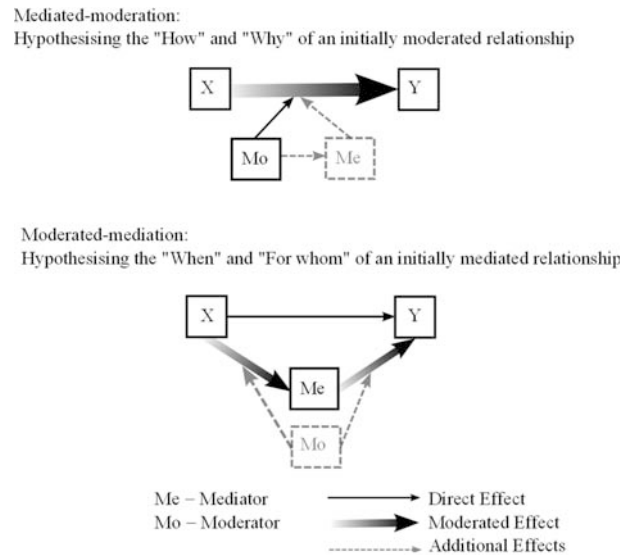 Mediated-moderation:
Hypothesising the "How" and "Why" of an initially moderated relationship
X
Y
Mo
Me
Moderated-mediation:
Hypothesising the "When" and "For whom" of an initially mediated relationship
X
Y
Me
Mo
Me – Mediator
Direct Effect
Mo – Moderator
Moderated Effect
Additional Effects